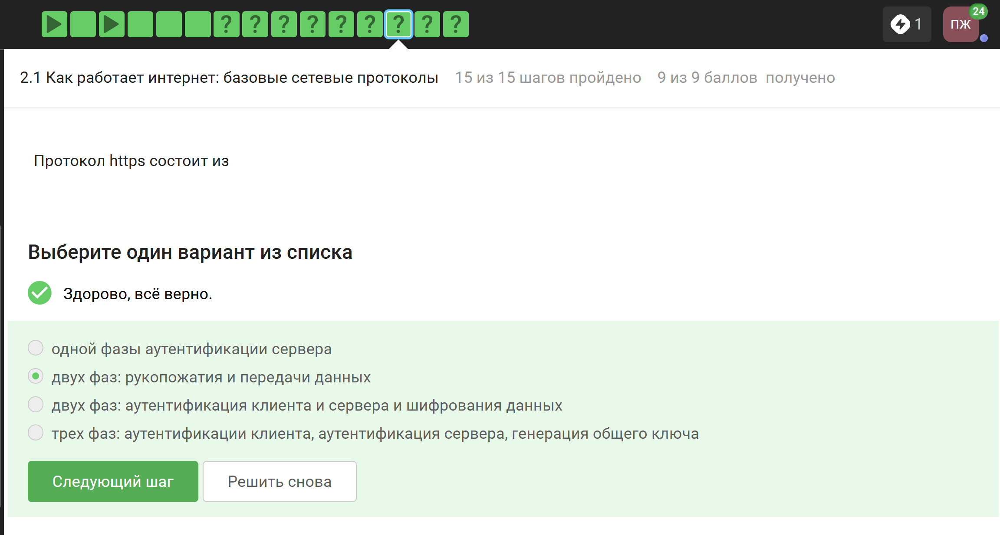 ? ? ? ? ? ? ? ? ?
1
ПЖ
24
2.1 Как работает интернет: базовые сетевые протоколы 15 из 15 шагов пройдено 9 из 9 баллов получено
Протокол https состоит из
Выберите один вариант из списка
Здорово, всё верно.
одной фазы аутентификации сервера
двух фаз: рукопожатия и передачи данных
двух фаз: аутентификация клиента и сервера и шифрования данных
трех фаз: аутентификации клиента, аутентификация сервера, генерация общего ключа
Следующий шаг Решить снова